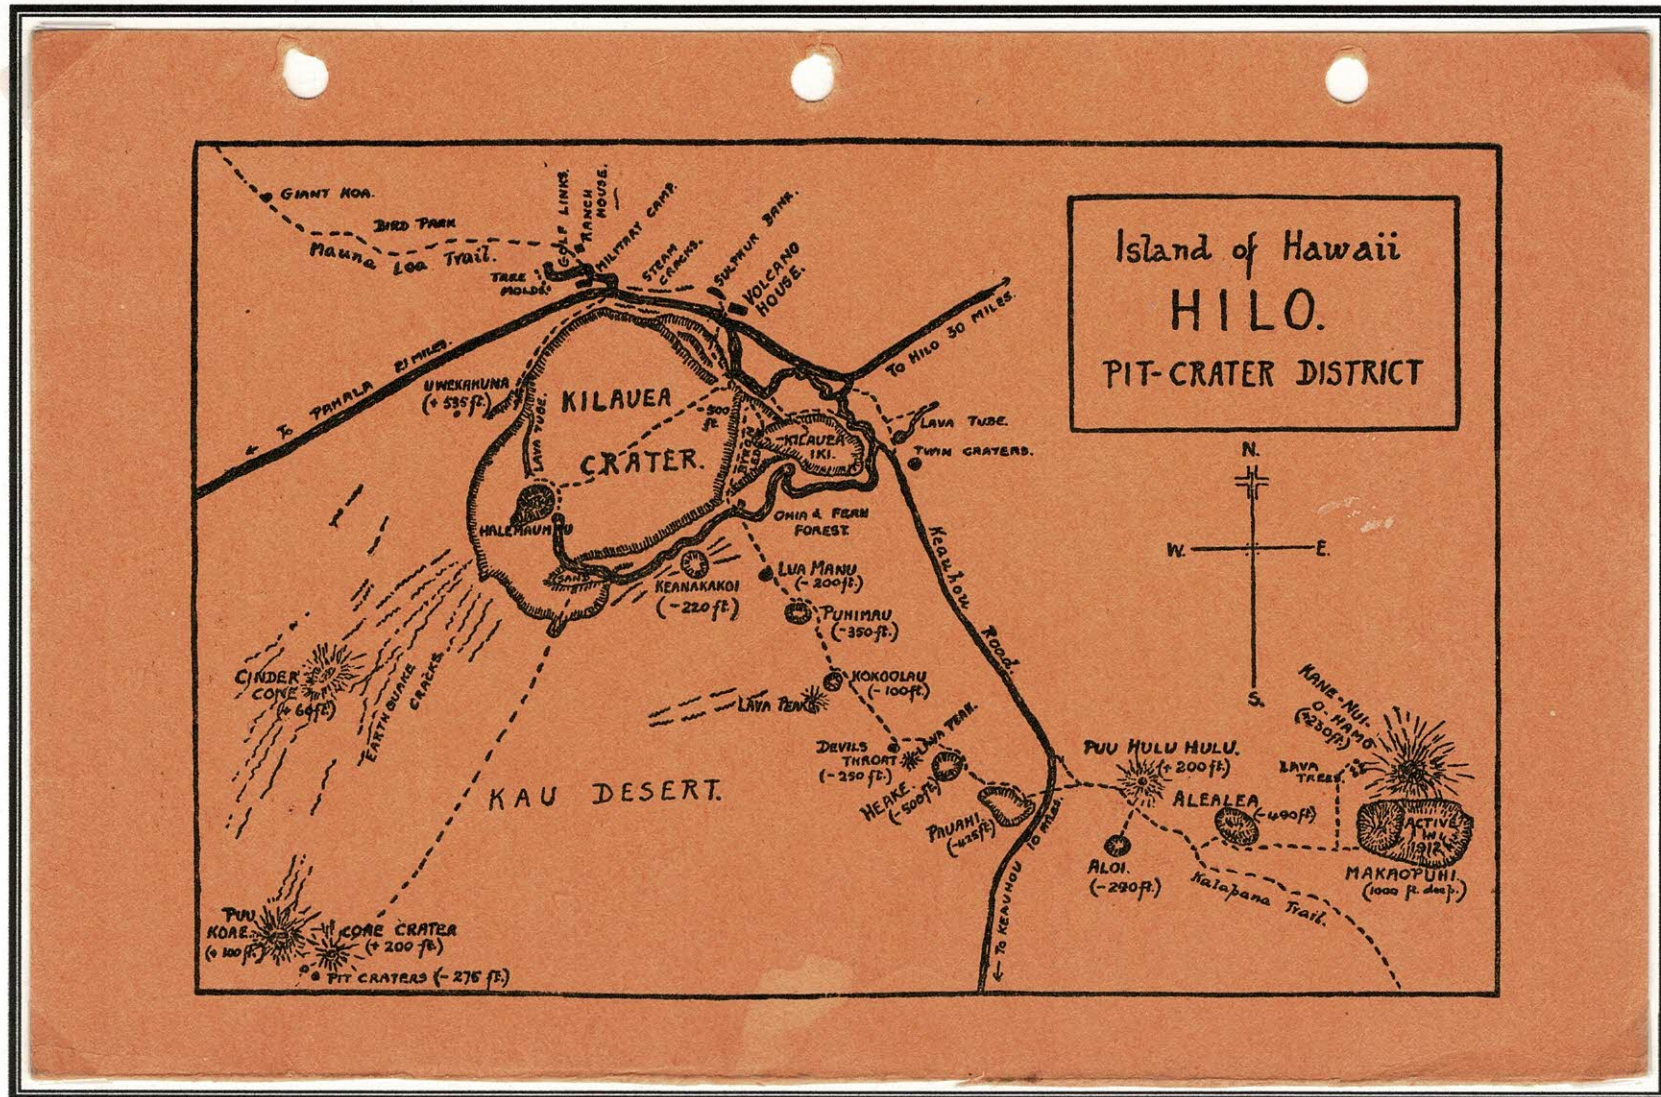 Island of Hawaii
HILO.
PIT-CRATER DISTRICT
N.
W.
E.
S.
GIANT KOA.
BIRD PARK
Mauna Loa Trail.
TREE
MOLDS.
GOLF LINKS.
RANCH
HOUSE.
MILITARY CAMP.
STEAM
CRACKS.
SULPHUR BANK.
VOLCANO
HOUSE.
TO HILO 30 MILES.
← TO PAHALA 21 MILES.
UWEKAHUNA
(+ 535 ft.)
LAVA TUBE.
KILAUEA
CRATER.
500
ft.
KILAUEA
IKI.
LAVA TUBE.
TWIN CRATERS.
HALEMAUMAU
OHIA & FERN
FOREST.
SAND
KEANAKAKOI
(-220 ft.)
LUA MANU
(-200 ft.)
PUHIMAU
(-350 ft.)
Keauhou Road.
KOKOOLAU
(-100 ft.)
LAVA PEAK
CINDER
CONE
(+ 60 ft.)
EARTHQUAKE
CRACKS.
DEVILS
THROAT
(-250 ft.)
LAVA PEAK.
HEAKE
(-500 ft.)
PAUAHI
(-425 ft.)
KAU DESERT.
PUU HULU HULU.
(+ 200 ft.)
KANE-NUI-
O-HAMO
(+230 ft.)
LAVA
TREES
ALEALEA
(-490 ft.)
ACTIVE
IN
1912
MAKAOPUHI.
(1000 ft. deep.)
ALOI.
(-290 ft.)
Kalapana Trail.
← TO KEAUHOU 10 MILES.
PUU
KOAE.
(+ 100 ft.)
CONE CRATER
(+ 200 ft.)
PIT CRATERS (-275 ft.)